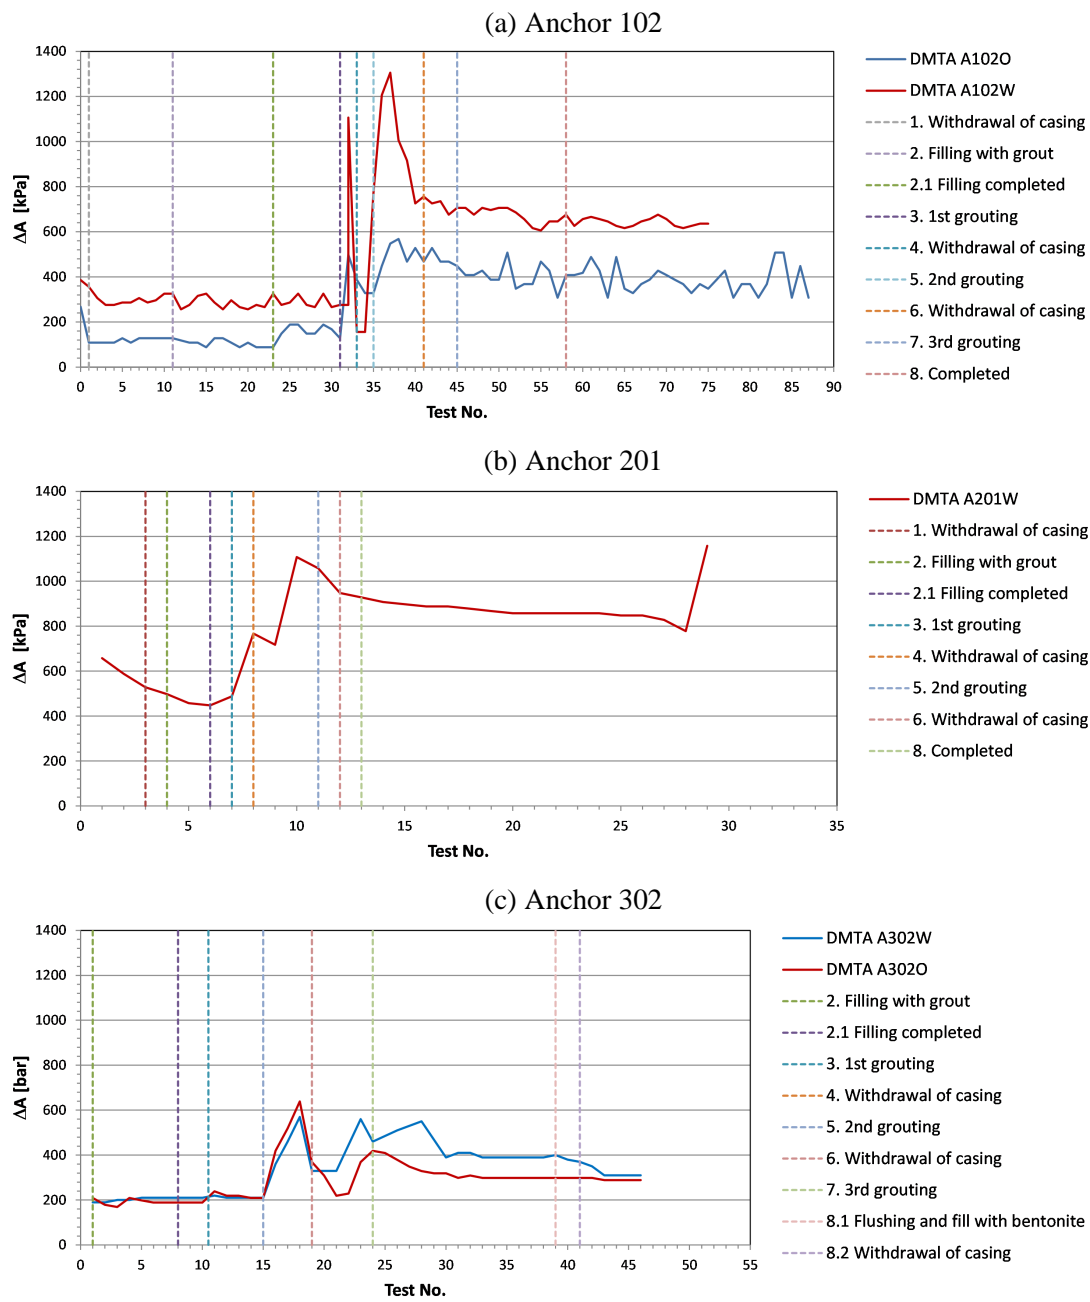 (a) Anchor 102
1400
1200
1000
800
600
400
200
0
ΔA [kPa]
0 5 10 15 20 25 30 35 40 45 50 55 60 65 70 75 80 85 90
Test No.
DMTA A102O
DMTA A102W
1. Withdrawal of casing
2. Filling with grout
2.1 Filling completed
3. 1st grouting
4. Withdrawal of casing
5. 2nd grouting
6. Withdrawal of casing
7. 3rd grouting
8. Completed
(b) Anchor 201
1400
1200
1000
800
600
400
200
0
ΔA [kPa]
0 5 10 15 20 25 30 35
Test No.
DMTA A201W
1. Withdrawal of casing
2. Filling with grout
2.1 Filling completed
3. 1st grouting
4. Withdrawal of casing
5. 2nd grouting
6. Withdrawal of casing
8. Completed
(c) Anchor 302
1400
1200
1000
800
600
400
200
0
ΔA [bar]
0 5 10 15 20 25 30 35 40 45 50 55
Test No.
DMTA A302W
DMTA A302O
2. Filling with grout
2.1 Filling completed
3. 1st grouting
4. Withdrawal of casing
5. 2nd grouting
6. Withdrawal of casing
7. 3rd grouting
8.1 Flushing and fill with bentonite
8.2 Withdrawal of casing